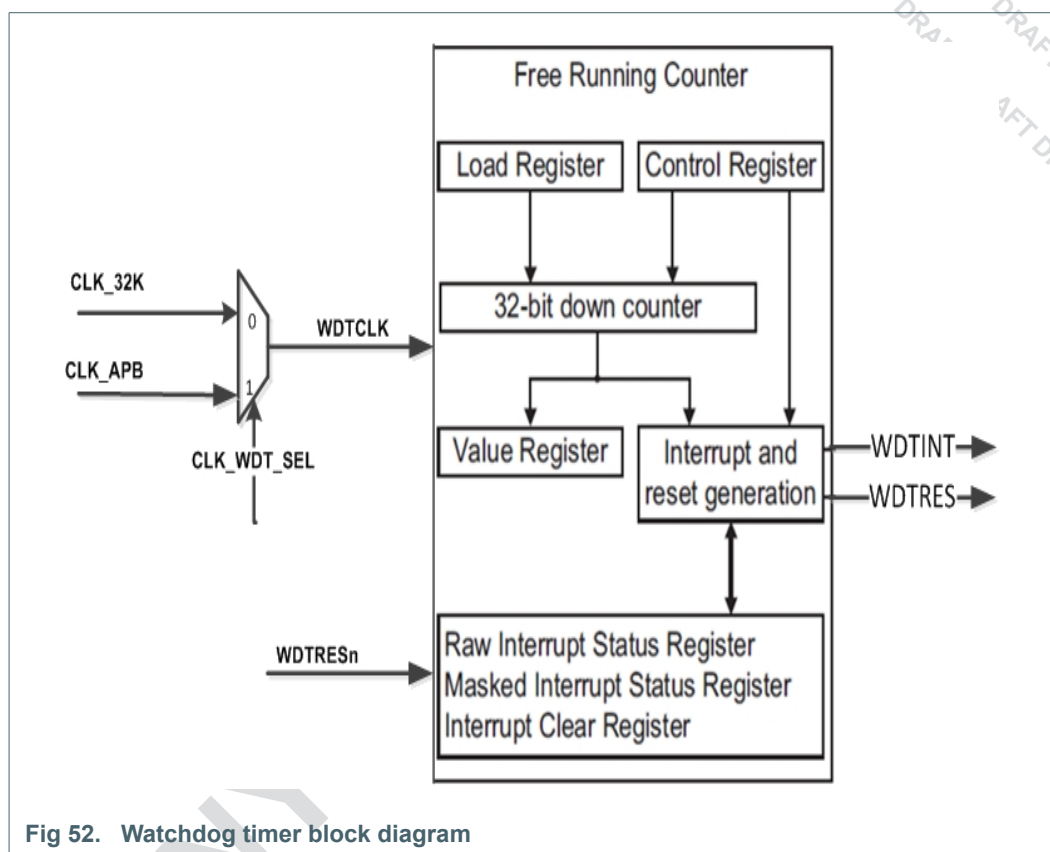 Free Running Counter
Load Register
Control Register
CLK_32K
0
32-bit down counter
WDTCLK
CLK_APB
1
CLK_WDT_SEL
Value Register
Interrupt and
reset generation
WDTINT
WDTRES
WDTRESn
Raw Interrupt Status Register
Masked Interrupt Status Register
Interrupt Clear Register
Fig 52. Watchdog timer block diagram